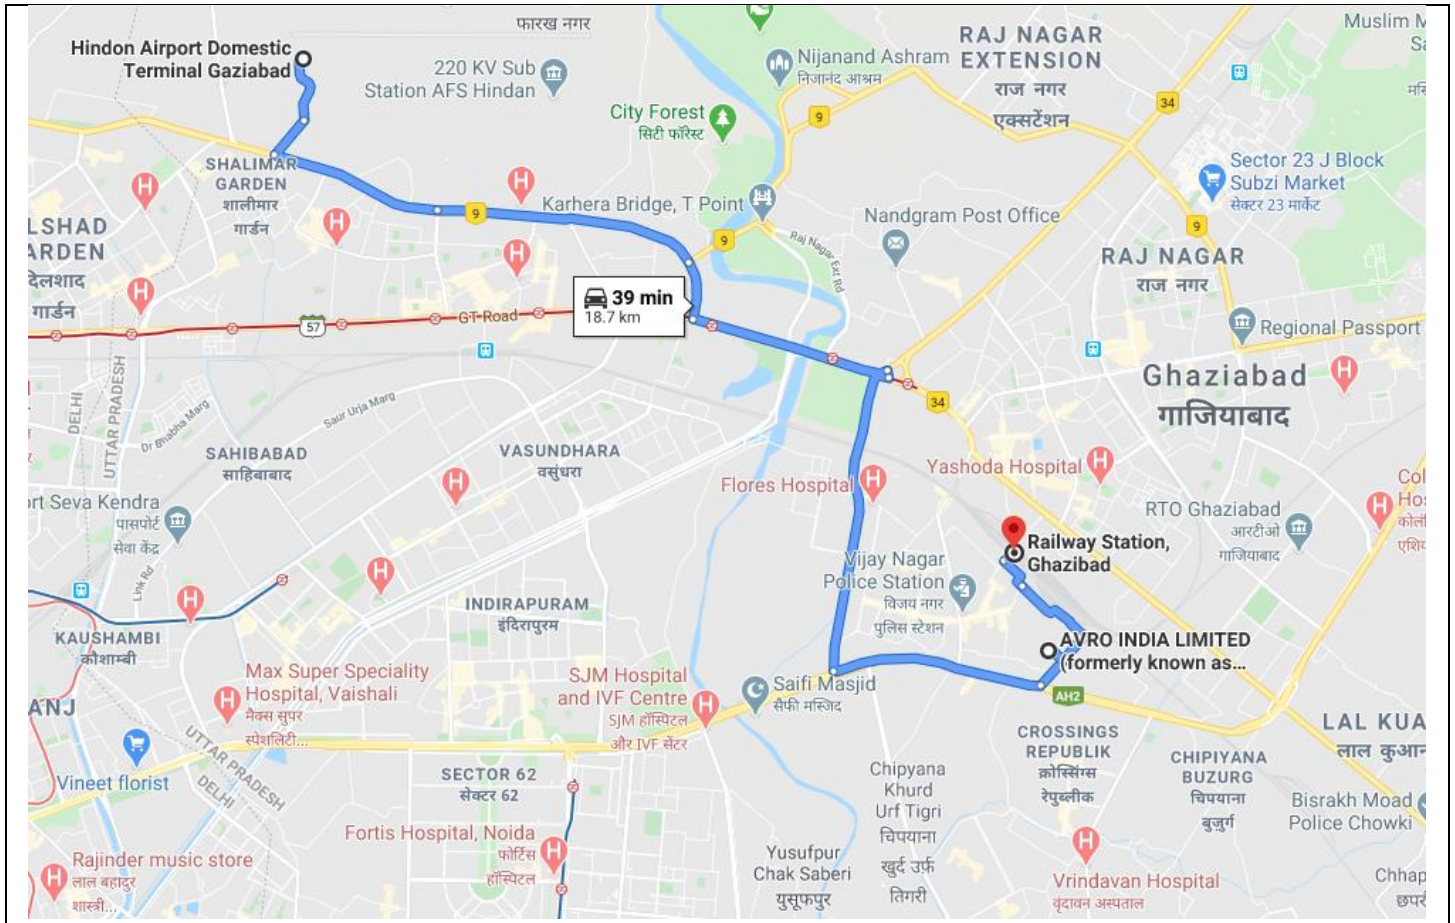 फारख नगर
Muslim M
Hindon Airport Domestic
Terminal Gaziabad
220 KV Sub
Station AFS Hindan
Nijanand Ashram
निजानंद आश्रम
RAJ NAGAR
EXTENSION
राज नगर
एक्सटेंशन
34
9
City Forest
सिटी फॉरेस्ट
SHALIMAR
GARDEN
शालीमार
गार्डन
H
H
H
H
H
Sector 23 J Block
Subzi Market
सेक्टर 23 मार्केट
Karhera Bridge, T Point
Nandgram Post Office
9
9
9
LSHAD
ARDEN
दिलशाद
गार्डन
Raj Nagar Ext Rd
RAJ NAGAR
राज नगर
39 min
18.7 km
57
GT Road
Regional Passport
Ghaziabad
गाजियाबाद
H
34
DELHI
UTTAR PRADESH
Dr Bhabha Marg
Saur Urja Marg
SAHIBABAD
साहिबाबाद
VASUNDHARA
वसुंधरा
H
Flores Hospital
H
Yashoda Hospital
H
rt Seva Kendra
पासपोर्ट
सेवा केंद्र
Link Rd
RTO Ghaziabad
आरटीओ
गाजियाबाद
H
Railway Station,
Ghazibad
Vijay Nagar
Police Station
विजय नगर
पुलिस स्टेशन
H
H
INDIRAPURAM
इंदिरापुरम
KAUSHAMBI
कौशाम्बी
AVRO INDIA LIMITED
(formerly known as...
Max Super Speciality
Hospital, Vaishali
मैक्स सुपर
स्पेशलिटी...
H
SJM Hospital
and IVF Centre
SJM हॉस्पिटल
और IVF सेंटर
H
Saifi Masjid
सैफी मस्जिद
AH2
ANJ
UTTAR PRADESH
DELHI
CROSSINGS
REPUBLIK
क्रोस्सिंग्स
रेपुब्लीक
LAL KUA
लाल कुआन
CHIPIYANA
BUZURG
चिपयाना
बुज़ुर्ग
Vineet florist
SECTOR 62
सेक्टर 62
Chipyana
Khurd
Urf Tigri
चिपयाना
खुर्द उर्फ़
तिगरी
Bisrakh Moad
Police Chowki
Fortis Hospital, Noida
फोर्टिस
हॉस्पिटल
H
H
Rajinder music store
लाल बहादुर
शास्त्री...
H
Yusufpur
Chak Saberi
युसूफपुर
Vrindavan Hospital
वृंदावन अस्पताल
Chhap